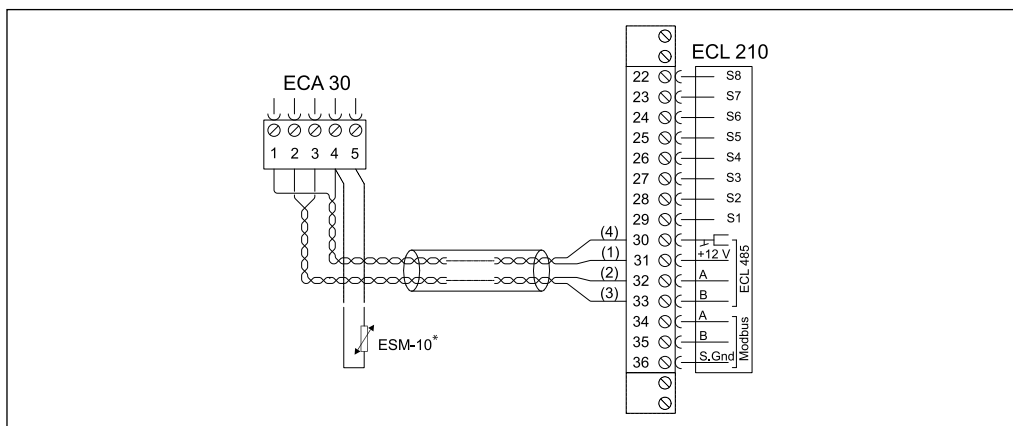 ECA 30
1 2 3 4 5
ESM-10*
ECL 210
22 S8
23 S7
24 S6
25 S5
26 S4
27 S3
28 S2
29 S1
(4) 30
(1) 31 +12 V
(2) 32 A
(3) 33 B
ECL 485
34 A
35 B
36 S.Gnd
Modbus